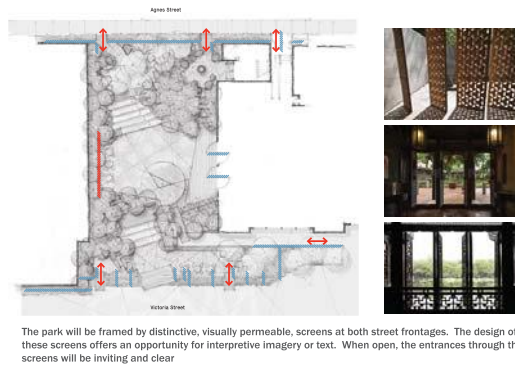 Agnes Street
Victoria Street
The park will be framed by distinctive, visually permeable, screens at both street frontages.  The design of
these screens offers an opportunity for interpretive imagery or text.  When open, the entrances through th
screens will be inviting and clear